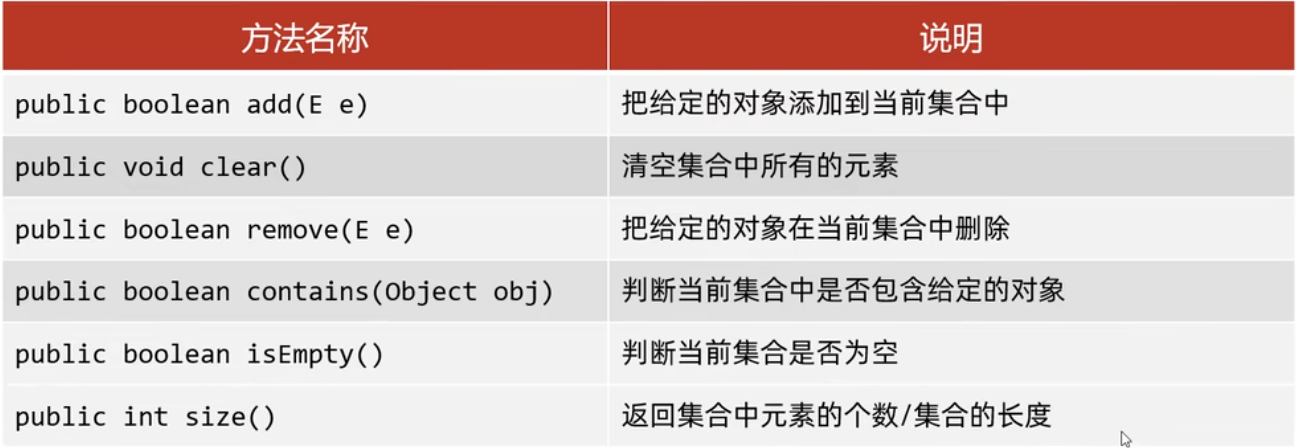 方法名称 说明
public boolean add(E e) 把给定的对象添加到当前集合中
public void clear() 清空集合中所有的元素
public boolean remove(E e) 把给定的对象在当前集合中删除
public boolean contains(Object obj) 判断当前集合中是否包含给定的对象
public boolean isEmpty() 判断当前集合是否为空
public int size() 返回集合中元素的个数/集合的长度